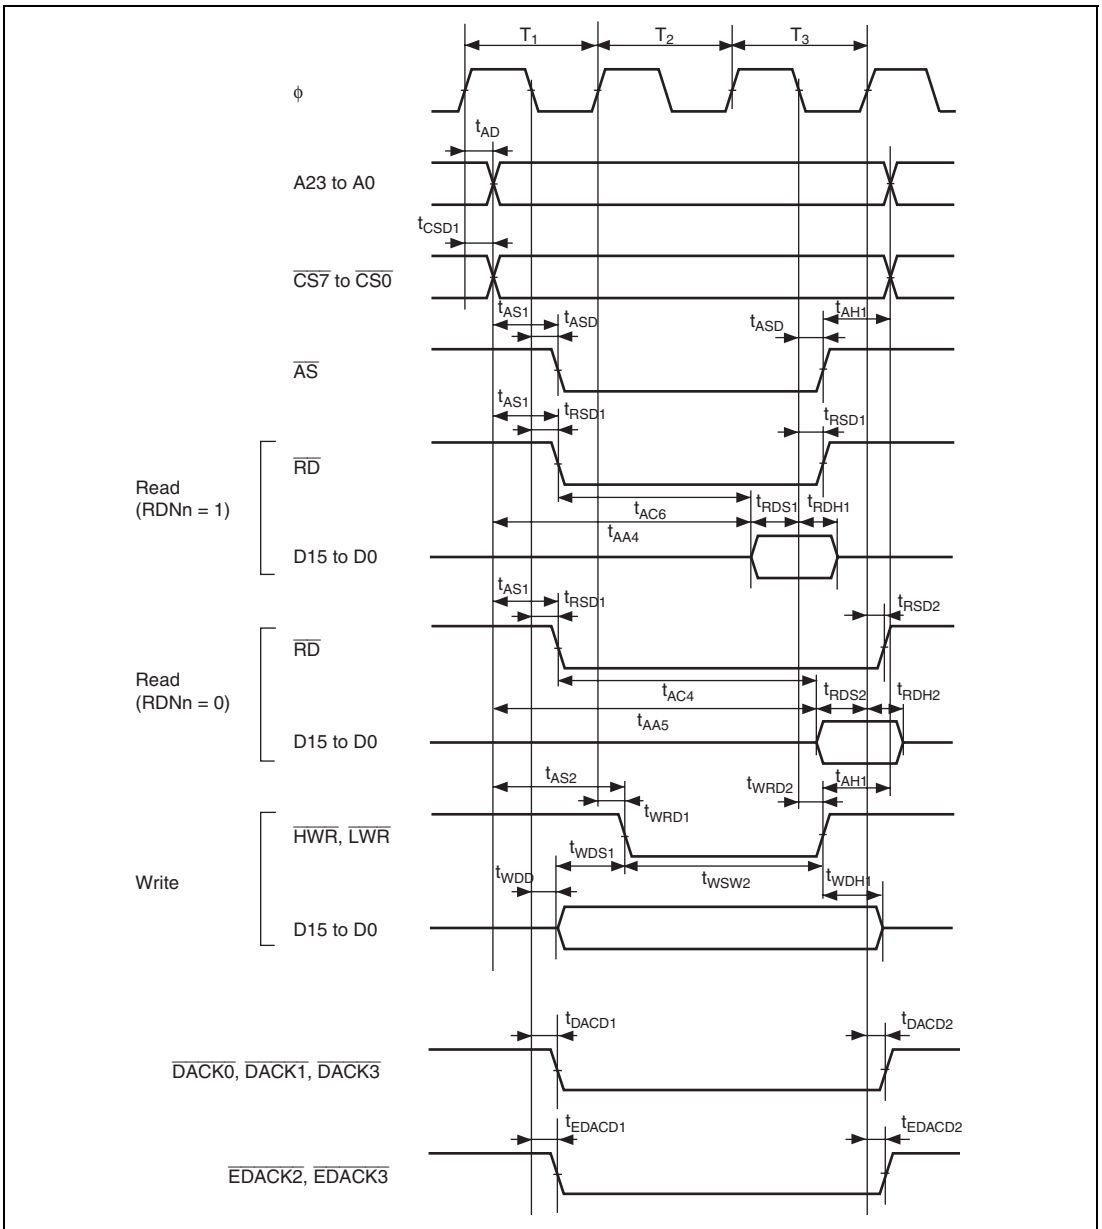 T1 T2 T3
φ
tAD
A23 to A0
tCSD1
CS7 to CS0
tAS1 tASD tASD tAH1
AS
tAS1 tRSD1 tRSD1
RD
Read
(RDNn = 1)
tAC6 tRDS1 tRDH1
tAA4
D15 to D0
tAS1 tRSD1 tRSD2
RD
Read
(RDNn = 0)
tAC4 tRDS2 tRDH2
tAA5
D15 to D0
tAS2 tWRD2 tAH1
tWRD1
HWR, LWR
Write
tWDD tWDS1 tWSW2 tWDH1
D15 to D0
tDACD1 tDACD2
DACK0, DACK1, DACK3
tEDACD1 tEDACD2
EDACK2, EDACK3